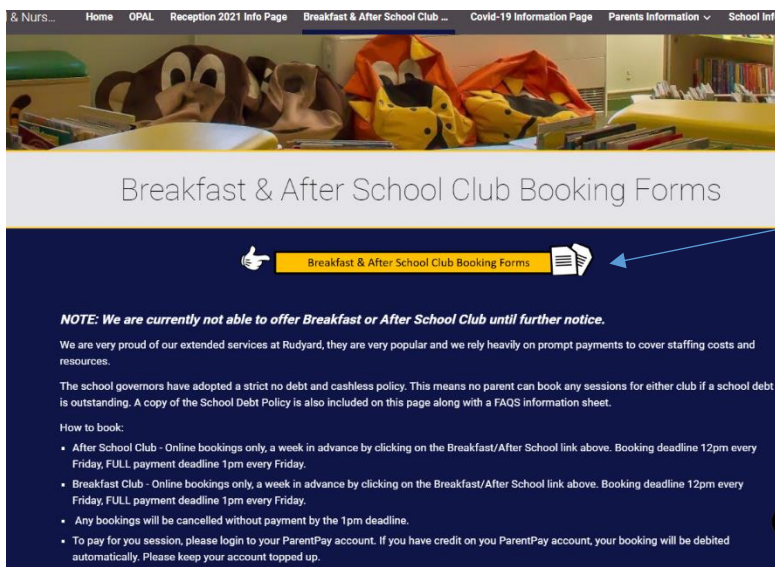 & Nurs... Home OPAL Reception 2021 Info Page Breakfast & After School Club ... Covid-19 Information Page Parents Information School Inf
Breakfast & After School Club Booking Forms
Breakfast & After School Club Booking Forms
NOTE: We are currently not able to offer Breakfast or After School Club until further notice.
We are very proud of our extended services at Rudyard, they are very popular and we rely heavily on prompt payments to cover staffing costs and
resources.
The school governors have adopted a strict no debt and cashless policy. This means no parent can book any sessions for either club if a school debt
is outstanding. A copy of the School Debt Policy is also included on this page along with a FAQS information sheet.
How to book:
• After School Club - Online bookings only, a week in advance by clicking on the Breakfast/After School link above. Booking deadline 12pm every
Friday, FULL payment deadline 1pm every Friday.
• Breakfast Club - Online bookings only, a week in advance by clicking on the Breakfast/After School link above. Booking deadline 12pm every
Friday, FULL payment deadline 1pm every Friday.
• Any bookings will be cancelled without payment by the 1pm deadline.
• To pay for you session, please login to your ParentPay account. If you have credit on you ParentPay account, your booking will be debited
automatically. Please keep your account topped up.